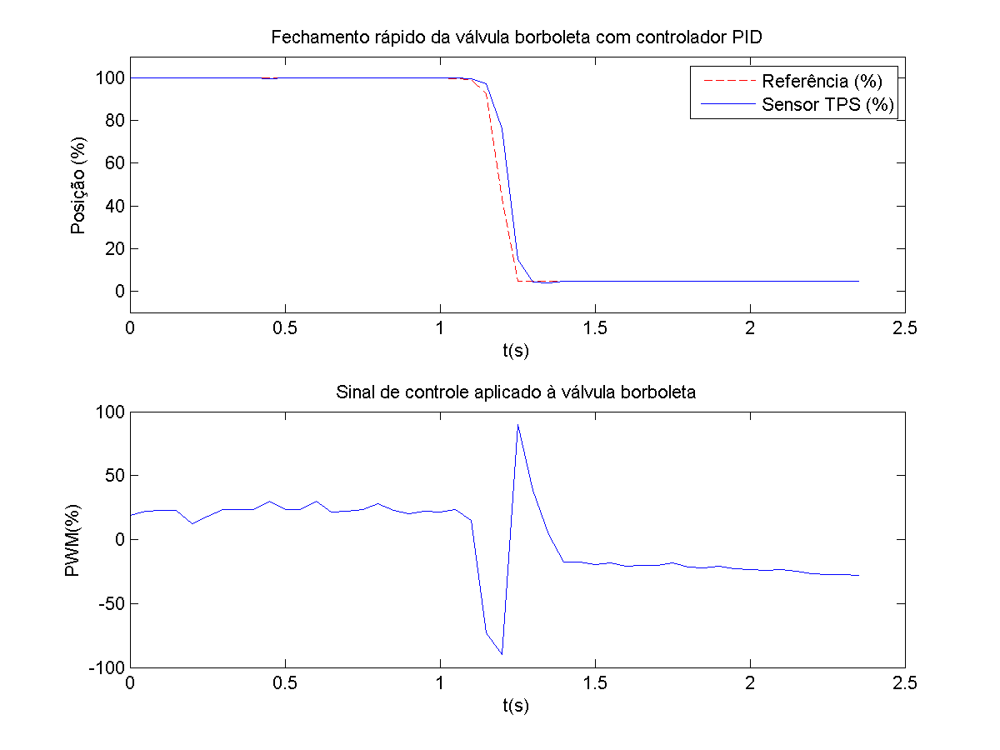 Fechamento rápido da válvula borboleta com controlador PID
Referência (%)
Sensor TPS (%)
Posição (%)
100
80
60
40
20
0
0
0.5
1
1.5
2
2.5
t(s)
Sinal de controle aplicado à válvula borboleta
PWM(%)
100
50
0
-50
-100
0
0.5
1
1.5
2
2.5
t(s)